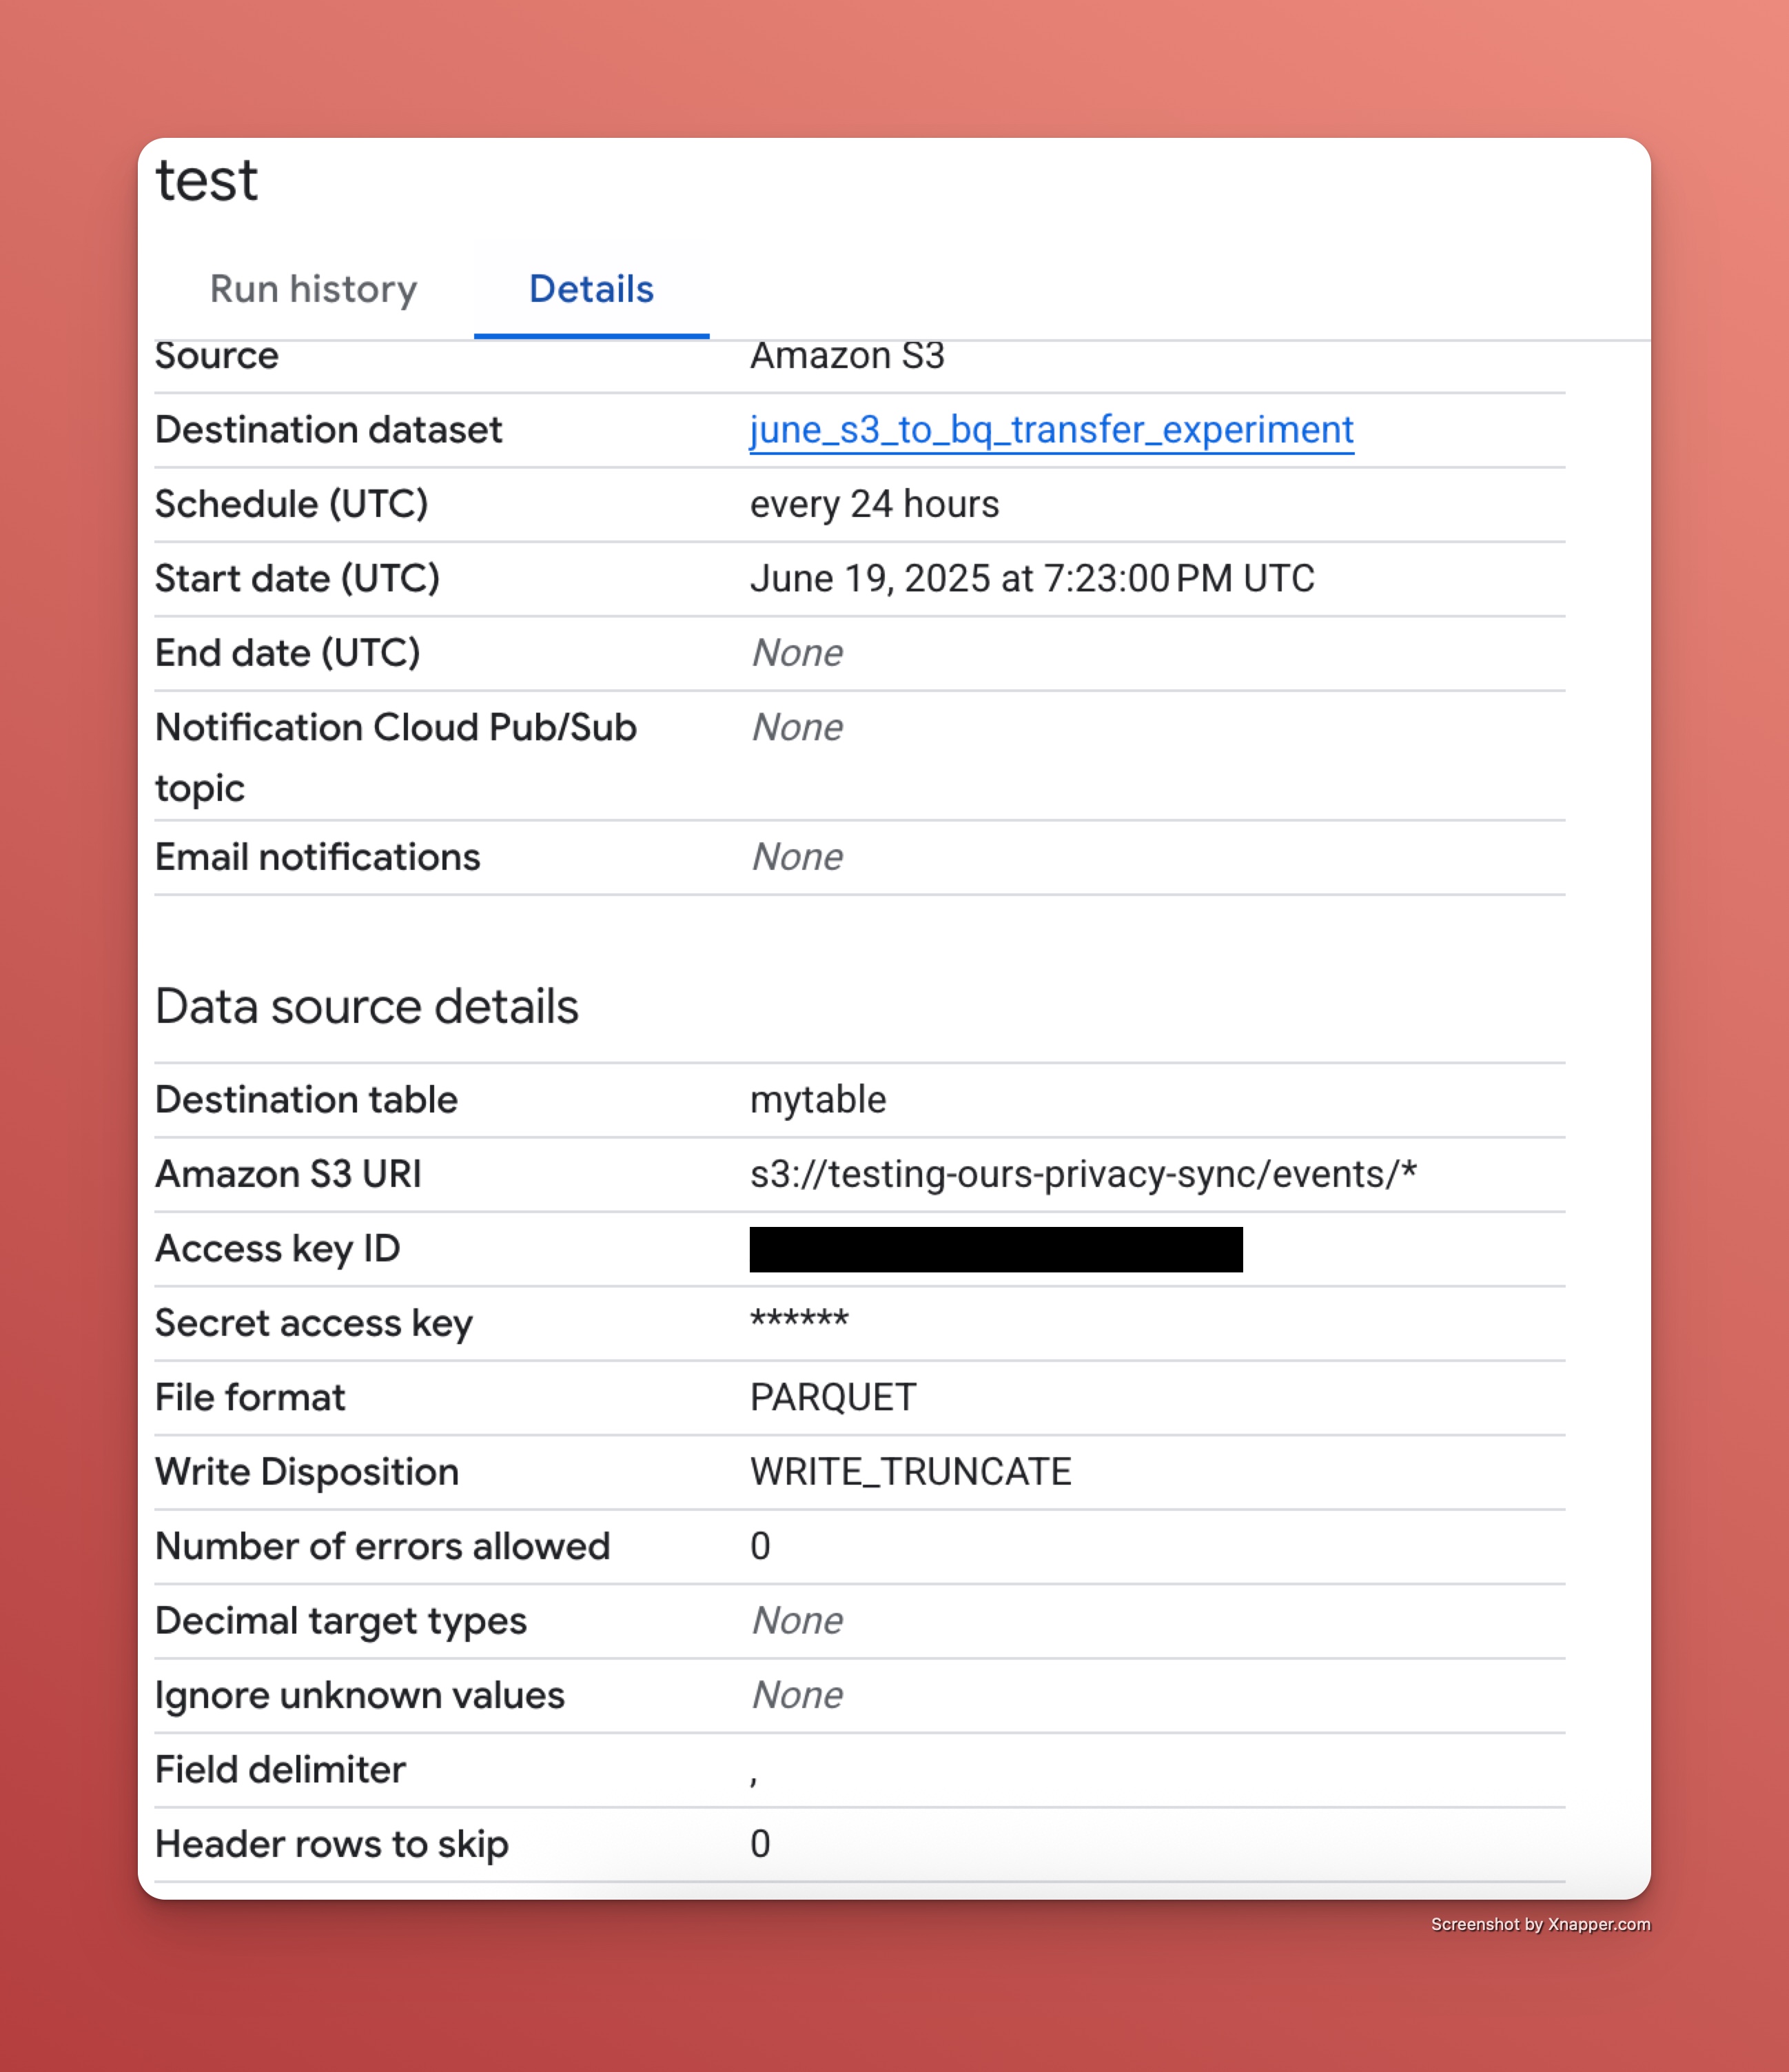 test
Run history Details
Source Amazon S3
Destination dataset june_s3_to_bq_transfer_experiment
Schedule (UTC) every 24 hours
Start date (UTC) June 19, 2025 at 7:23:00 PM UTC
End date (UTC) None
Notification Cloud Pub/Sub None
topic
Email notifications None
Data source details
Destination table mytable
Amazon S3 URI s3://testing-ours-privacy-sync/events/*
Access key ID
Secret access key ******
File format PARQUET
Write Disposition WRITE_TRUNCATE
Number of errors allowed 0
Decimal target types None
Ignore unknown values None
Field delimiter ,
Header rows to skip 0
Screenshot by Xnapper.com